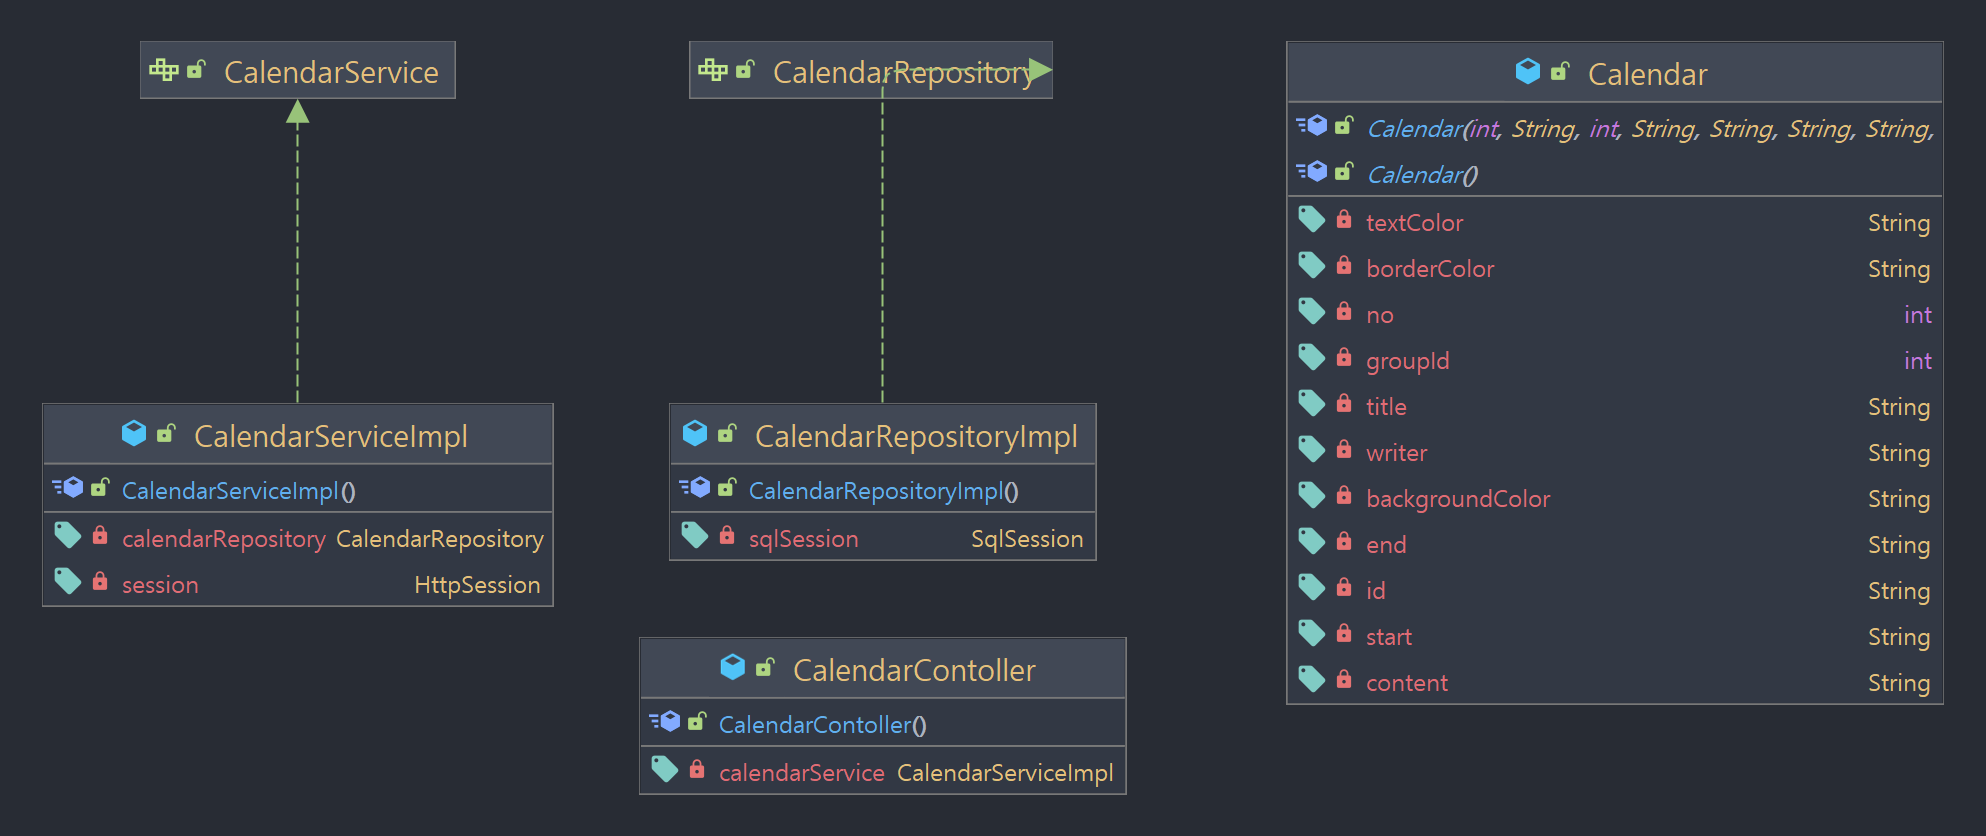 CalendarService
CalendarServiceImpl
CalendarServiceImpl()
calendarRepository CalendarRepository
session HttpSession
CalendarRepository
CalendarRepositoryImpl
CalendarRepositoryImpl()
sqlSession SqlSession
CalendarContoller
CalendarContoller()
calendarService CalendarServiceImpl
Calendar
Calendar(int, String, int, String, String, String, String,
Calendar()
textColor String
borderColor String
no int
groupId int
title String
writer String
backgroundColor String
end String
id String
start String
content String